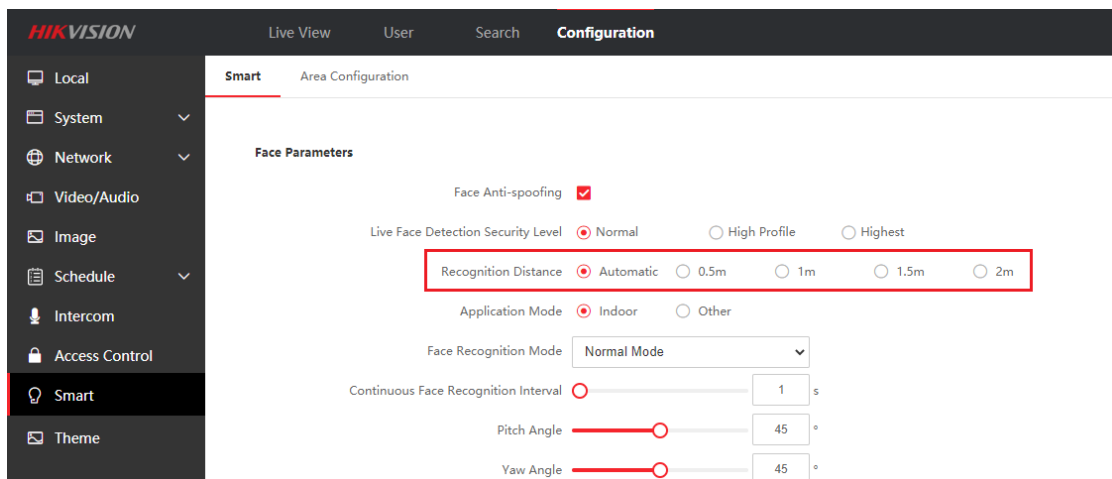 HIKVISION Live View User Search Configuration
Local
System
Network
Video/Audio
Image
Schedule
Intercom
Access Control
Smart
Theme
Smart Area Configuration
Face Parameters
Face Anti-spoofing
Live Face Detection Security Level Normal High Profile Highest
Recognition Distance Automatic 0.5m 1m 1.5m 2m
Application Mode Indoor Other
Face Recognition Mode Normal Mode
Continuous Face Recognition Interval 1 s
Pitch Angle 45 °
Yaw Angle 45 °